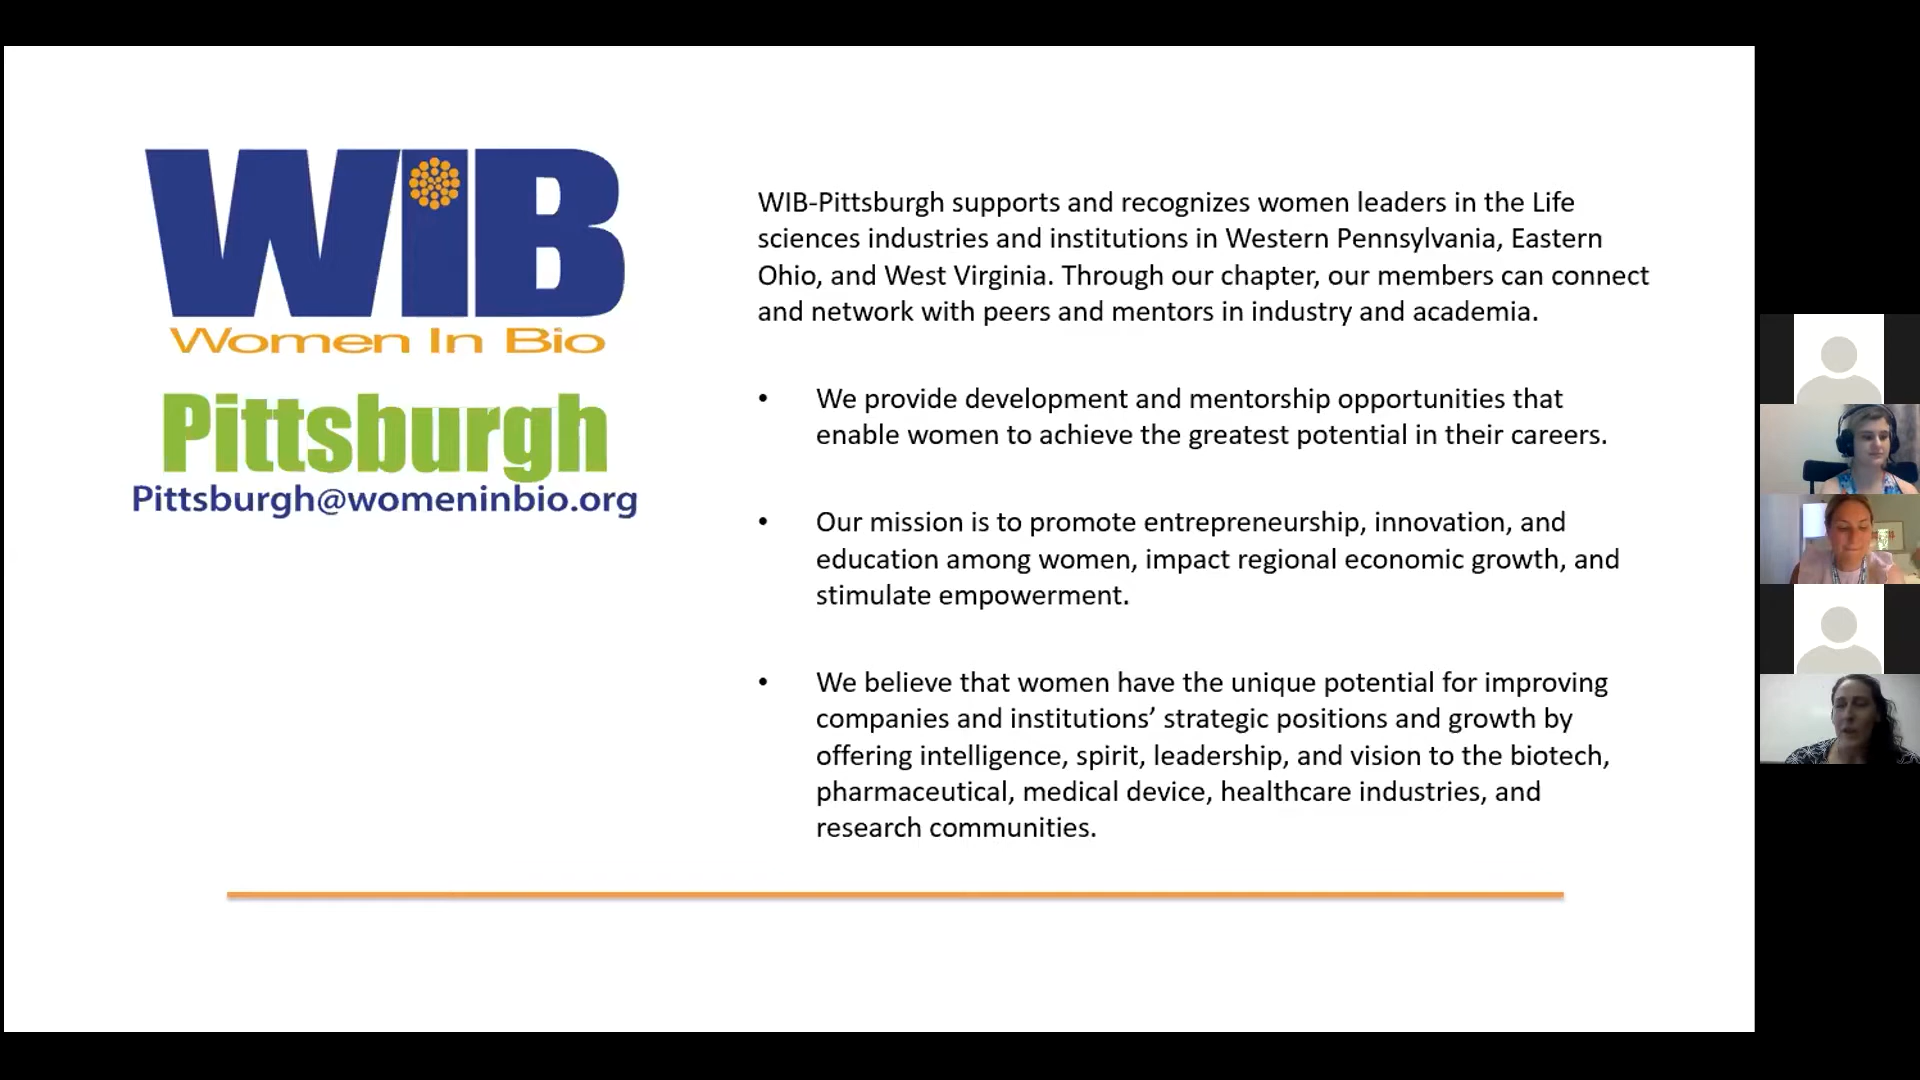 WIB
Women In Bio
Pittsburgh
Pittsburgh@womeninbio.org
WIB-Pittsburgh supports and recognizes women leaders in the Life
sciences industries and institutions in Western Pennsylvania, Eastern
Ohio, and West Virginia. Through our chapter, our members can connect
and network with peers and mentors in industry and academia.
• We provide development and mentorship opportunities that
enable women to achieve the greatest potential in their careers.
• Our mission is to promote entrepreneurship, innovation, and
education among women, impact regional economic growth, and
stimulate empowerment.
• We believe that women have the unique potential for improving
companies and institutions’ strategic positions and growth by
offering intelligence, spirit, leadership, and vision to the biotech,
pharmaceutical, medical device, healthcare industries, and
research communities.